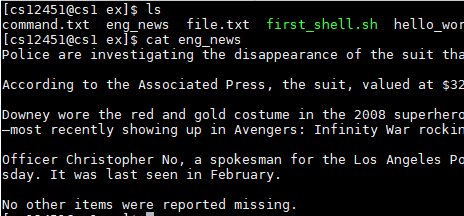 [cs12451@cs1 ex]$ ls
command.txt eng_news file.txt first_shell.sh hello_wor
[cs12451@cs1 ex]$ cat eng_news
Police are investigating the disappearance of the suit tha
According to the Associated Press, the suit, valued at $32
Downey wore the red and gold costume in the 2008 superhero
—most recently showing up in Avengers: Infinity War rockin
Officer Christopher No, a spokesman for the Los Angeles Po
sday. It was last seen in February.
No other items were reported missing.